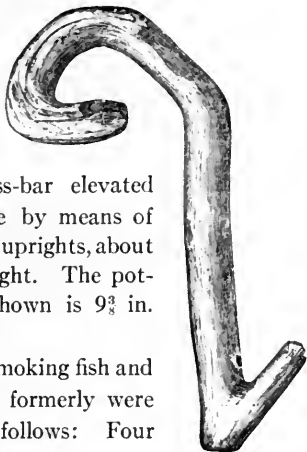 ss-bar elevated
e by means of
uprights, about
ght. The pot-
hown is 9⅜ in.
moking fish and
formerly were
follows: Four